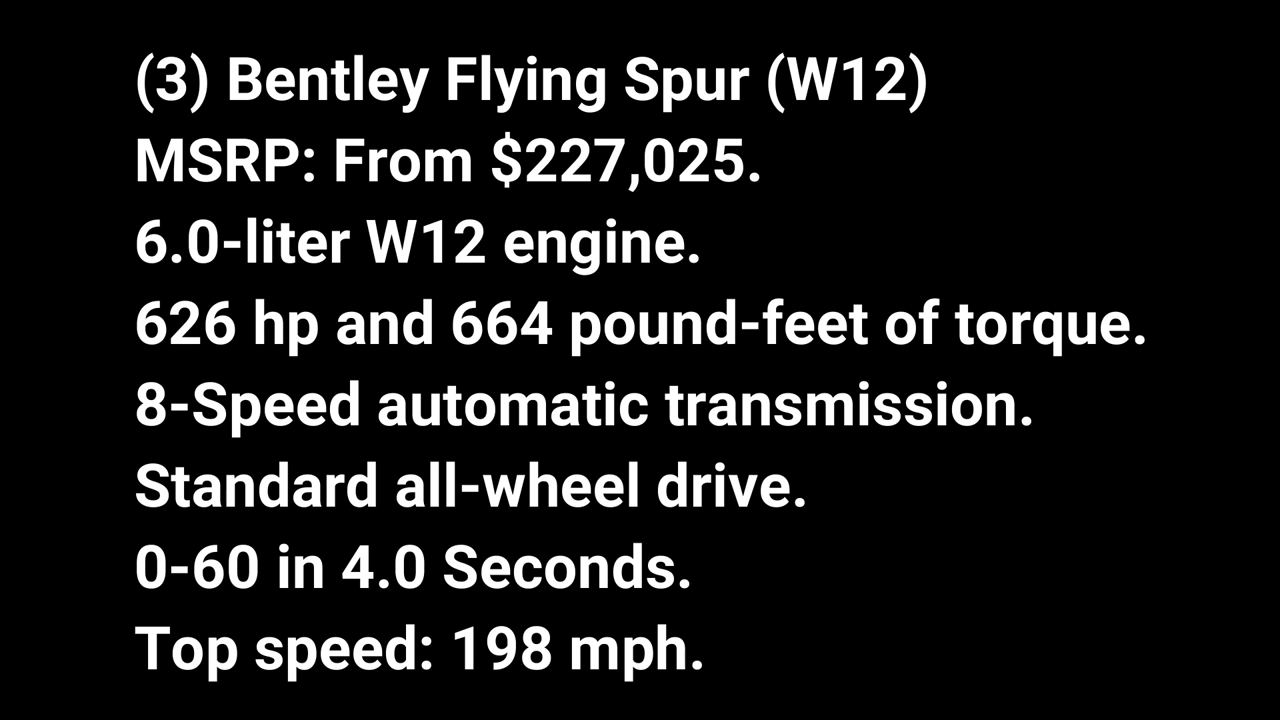 (3) Bentley Flying Spur (W12)
MSRP: From $227,025.
6.0-liter W12 engine.
626 hp and 664 pound-feet of torque.
8-Speed automatic transmission.
Standard all-wheel drive.
0-60 in 4.0 Seconds.
Top speed: 198 mph.